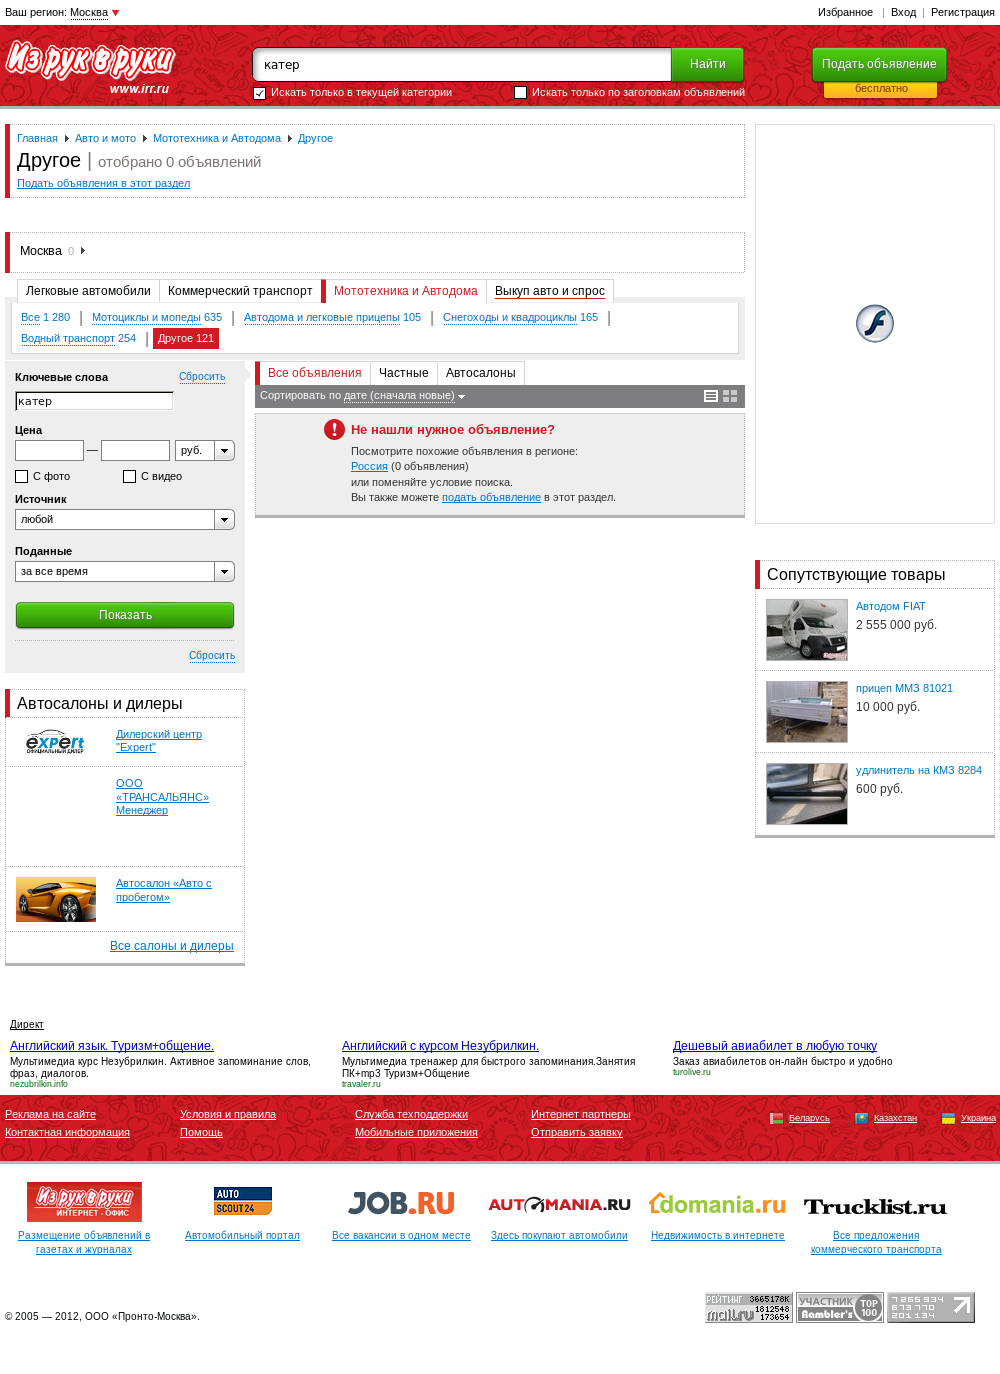 Ваш регион: Москва
Избранное | Вход | Регистрация
Из рук в руки
www.irr.ru
катер
Найти
Подать объявление
бесплатно
Искать только в текущей категории
Искать только по заголовкам объявлений
Главная Авто и мото Мототехника и Автодома Другое
Другое | отобрано 0 объявлений
Подать объявления в этот раздел
Москва 0
Легковые автомобили Коммерческий транспорт Мототехника и Автодома Выкуп авто и спрос
Все 1 280 | Мотоциклы и мопеды 635 | Автодома и легковые прицепы 105 | Снегоходы и квадроциклы 165 |
Водный транспорт 254 | Другое 121
Ключевые слова Сбросить
катер
Цена
— руб.
С фото С видео
Источник
любой
Поданные
за все время
Показать
Сбросить
Все объявления Частные Автосалоны
Сортировать по дате (сначала новые)
Не нашли нужное объявление?
Посмотрите похожие объявления в регионе:
Россия (0 объявления)
или поменяйте условие поиска.
Вы также можете подать объявление в этот раздел.
Сопутствующие товары
Автодом FIAT
2 555 000 руб.
прицеп ММЗ 81021
10 000 руб.
удлинитель на КМЗ 8284
600 руб.
Автосалоны и дилеры
expert
ОФИЦИАЛЬНЫЙ ДИЛЕР
Дилерский центр
"Expert"
ООО
«ТРАНСАЛЬЯНС»
Менеджер
Автосалон «Авто с
пробегом»
Все салоны и дилеры
Директ
Английский язык. Туризм+общение.
Мультимедиа курс Незубрилкин. Активное запоминание слов,
фраз, диалогов.
nezubrilkin.info
Английский с курсом Незубрилкин.
Мультимедиа тренажер для быстрого запоминания.Занятия
ПК+mp3 Туризм+Общение
travaler.ru
Дешевый авиабилет в любую точку
Заказ авиабилетов он-лайн быстро и удобно
turolive.ru
Реклама на сайте Условия и правила Служба техподдержки Интернет партнеры
Контактная информация Помощь Мобильные приложения Отправить заявку
Беларусь Казахстан Украина
Из рук в руки
ИНТЕРНЕТ - ОФИС
Размещение объявлений в
газетах и журналах
AUTO
SCOUT24
Автомобильный портал
JOB.RU
Все вакансии в одном месте
AUTOMANIA.RU
Здесь покупают автомобили
domania.ru
Недвижимость в интернете
Trucklist.ru
Все предложения
коммерческого транспорта
© 2005 — 2012, ООО «Пронто-Москва».
РЕЙТИНГ 3665178K
mail.ru 1812548
173654
УЧАСТНИК
Rambler's TOP 100
7 265 934
673 770
201 134